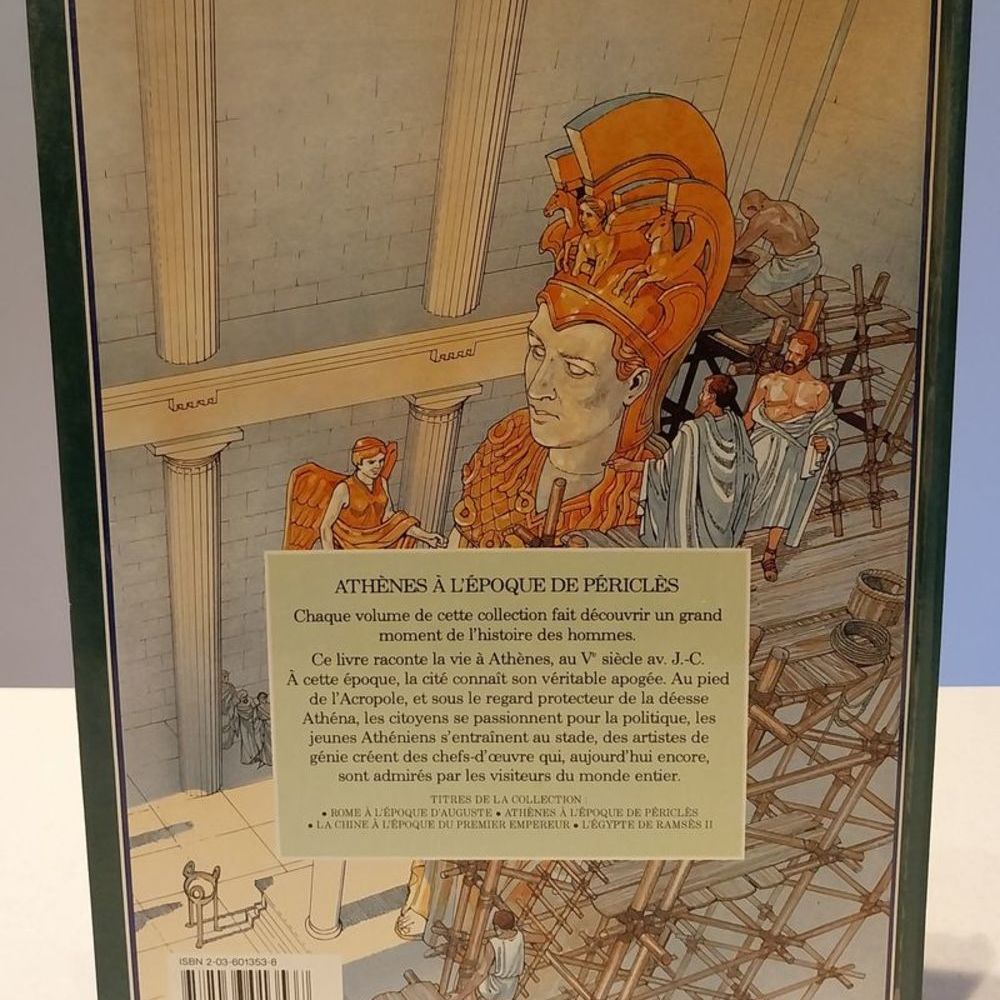 ATHÈNES À L'ÉPOQUE DE PÉRICLÈS
Chaque volume de cette collection fait découvrir un grand
moment de l'histoire des hommes.
Ce livre raconte la vie à Athènes, au Vᵉ siècle av. J.-C.
À cette époque, la cité connaît son véritable apogée. Au pied
de l'Acropole, et sous le regard protecteur de la déesse
Athéna, les citoyens se passionnent pour la politique, les
jeunes Athéniens s'entraînent au stade, des artistes de
génie créent des chefs-d'œuvre qui, aujourd'hui encore,
sont admirés par les visiteurs du monde entier.
TITRES DE LA COLLECTION :
• ROME À L'ÉPOQUE D'AUGUSTE • ATHÈNES À L'ÉPOQUE DE PÉRICLÈS
• LA CHINE À L'ÉPOQUE DU PREMIER EMPEREUR • L'ÉGYPTE DE RAMSÈS II
ISBN 2-03-601353-8